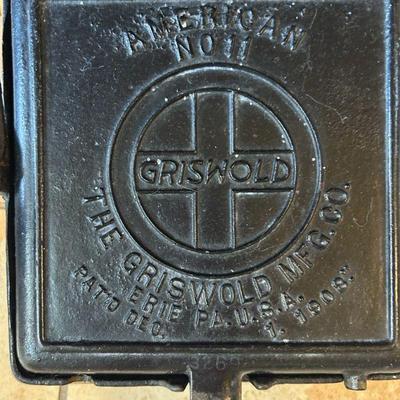 AMERICAN
NO 11
GRISWOLD
THE GRISWOLD MFG. CO.
ERIE PA. U.S.A.
PAT'D DEC. 1, 1908.